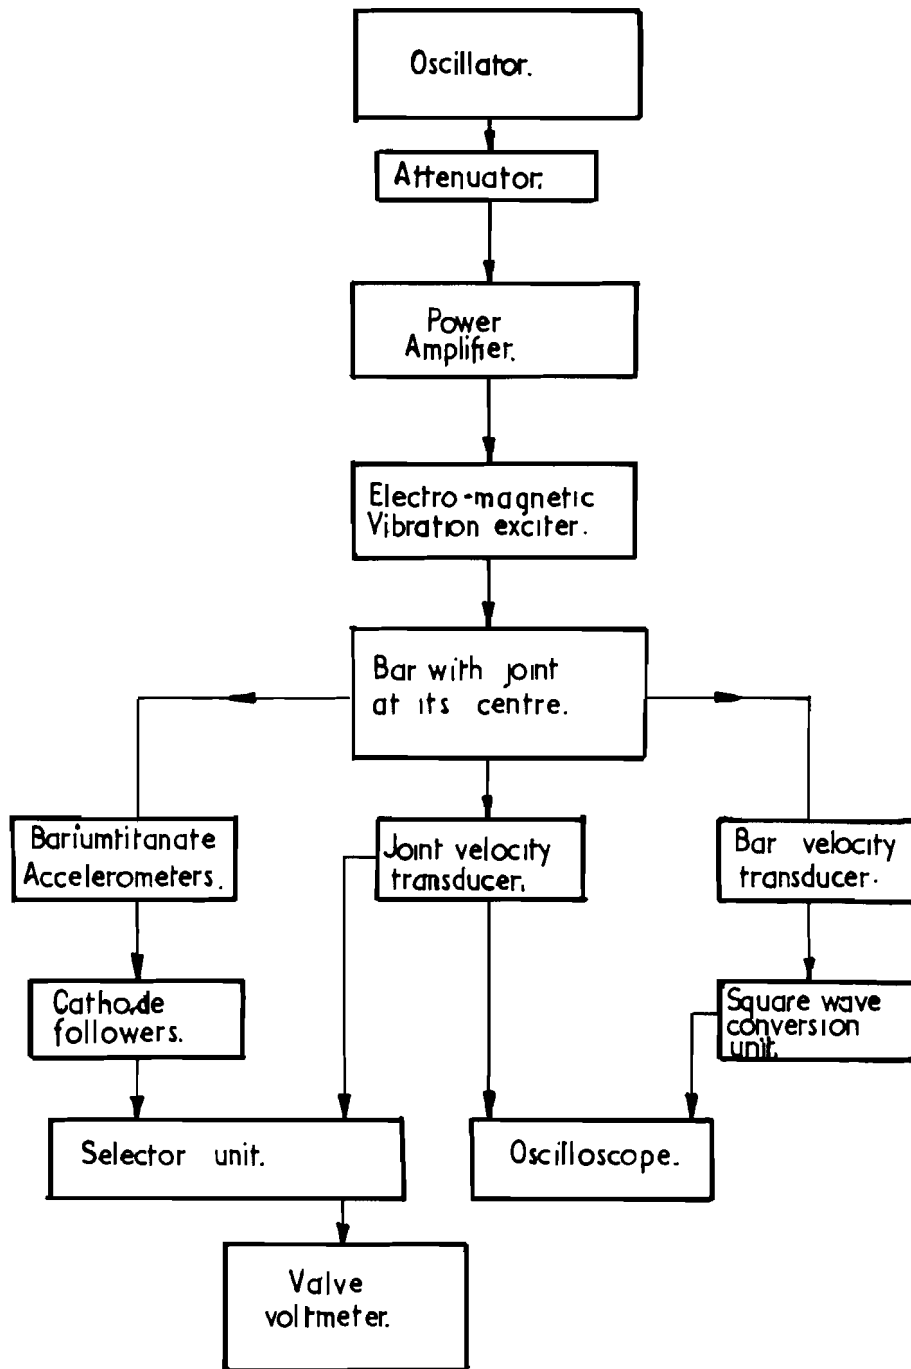 Oscillator.
Attenuator.
Power
Amplifier.
Electro-magnetic
Vibration exciter.
Bar with joint
at its centre.
Bariumtitanate
Accelerometers.
Joint velocity
transducer.
Bar velocity
transducer.
Cathode
followers.
Square wave
conversion
unit.
Selector unit.
Oscilloscope.
Valve
voltmeter.